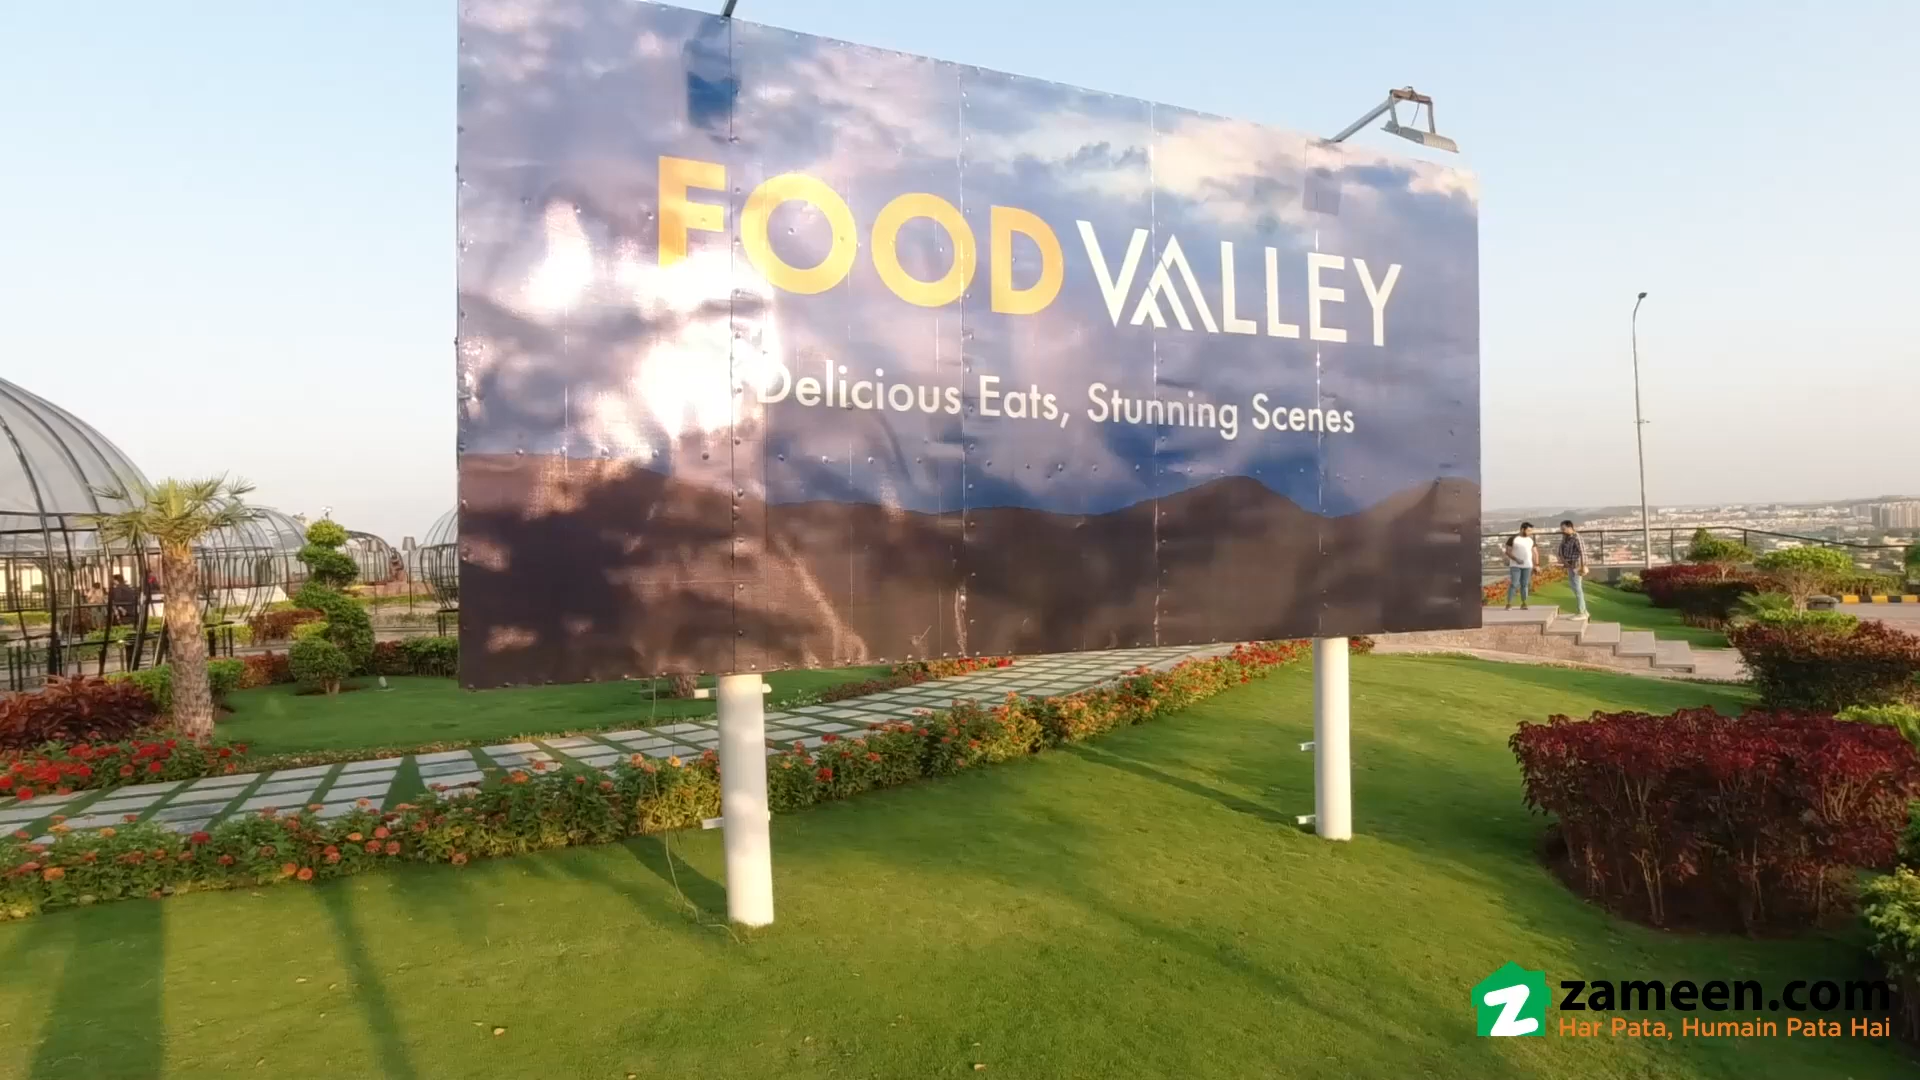 FOOD VALLEY
Delicious Eats, Stunning Scenes
zameen.com
Har Pata, Humain Pata Hai